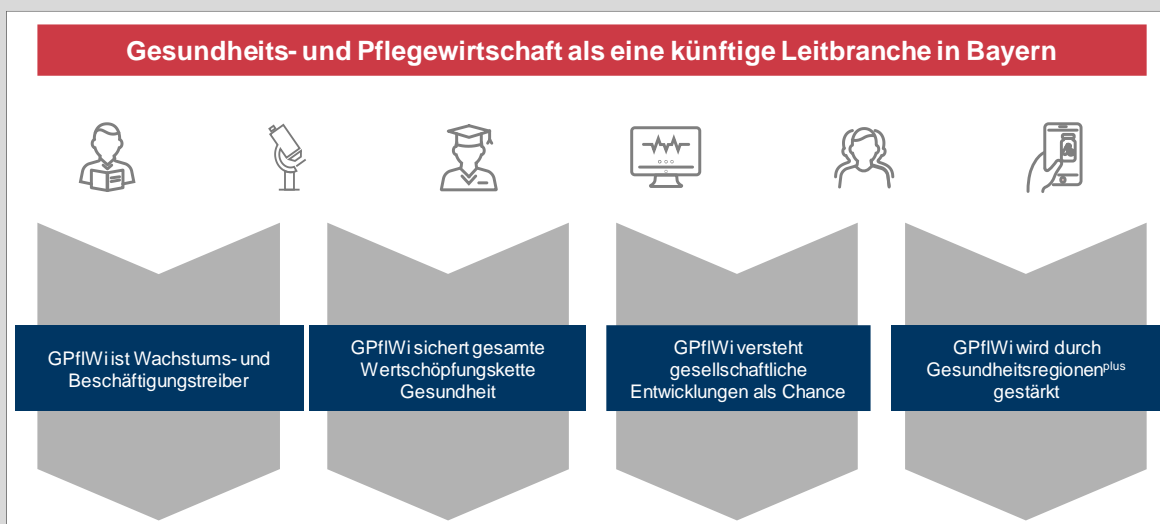 Gesundheits- und Pflegewirtschaft als eine künftige Leitbranche in Bayern
GPflWi ist Wachstums- und
Beschäftigungstreiber
GPflWi sichert gesamte
Wertschöpfungskette
Gesundheit
GPflWi versteht
gesellschaftliche
Entwicklungen als Chance
GPflWi wird durch
Gesundheitsregionenplus
gestärkt